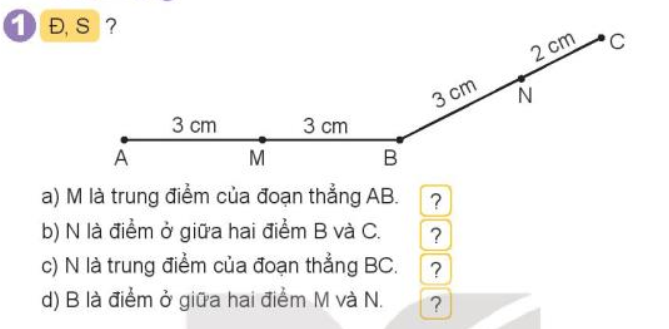 1 Đ, S ?
2 cm C
3 cm N
3 cm 3 cm
A M B
a) M là trung điểm của đoạn thẳng AB. ?
b) N là điểm ở giữa hai điểm B và C. ?
c) N là trung điểm của đoạn thẳng BC. ?
d) B là điểm ở giữa hai điểm M và N. ?